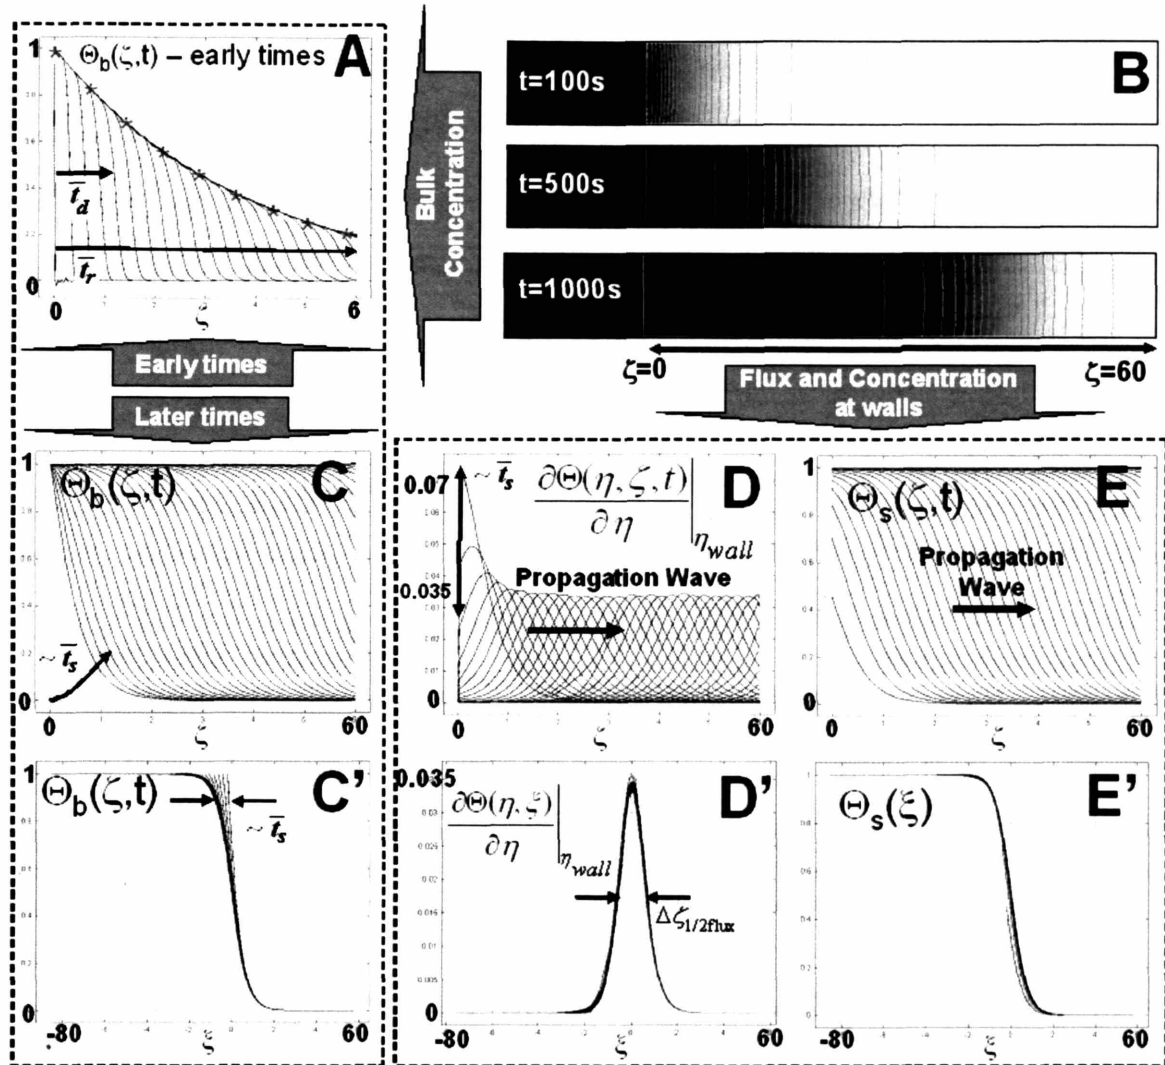 A
Θb(ζ,t) – early times
1
0
t̄d
t̄r
0
6
ξ
Early times
Later times
Bulk
Concentration
B
t=100s
t=500s
t=1000s
ζ=0
ζ=60
Flux and Concentration
at walls
C
Θb(ζ,t)
1
0
~ t̄s
0
60
ξ
D
0.07
0.035
0
~ t̄s
∂Θ(η,ζ,t)
∂η
ηwall
Propagation Wave
0
60
ξ
E
Θs(ζ,t)
1
0
Propagation
Wave
0
60
ξ
C'
Θb(ζ,t)
1
0
~ t̄s
-80
60
ξ
D'
0.035
0
∂Θ(η,ξ)
∂η
ηwall
Δζ1/2flux
-80
60
ξ
E'
Θs(ξ)
1
0
-80
60
ξ